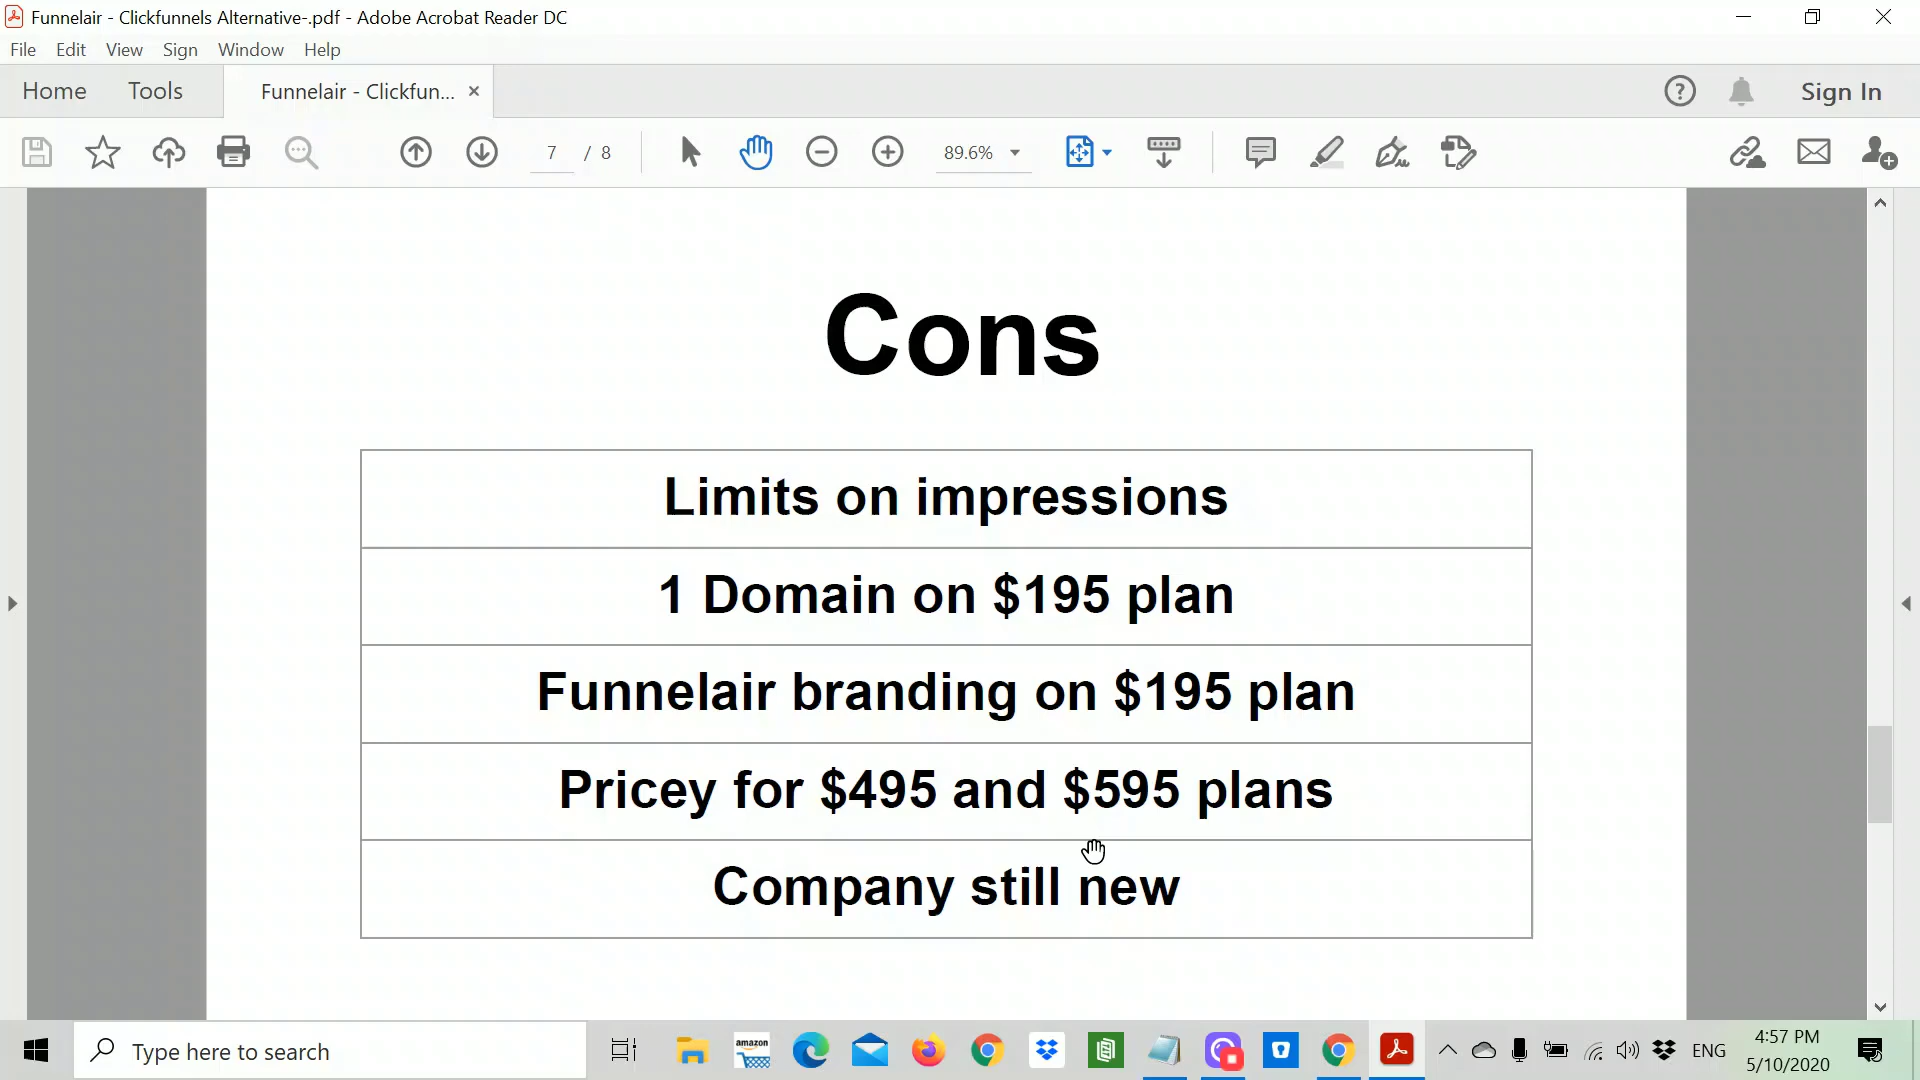 Funnelair - Clickfunnels Alternative-.pdf - Adobe Acrobat Reader DC
File Edit View Sign Window Help
Home Tools Funnelair - Clickfun... × Sign In
7 / 8 89.6%
Cons
Limits on impressions
1 Domain on $195 plan
Funnelair branding on $195 plan
Pricey for $495 and $595 plans
Company still new
Type here to search
amazon
ENG
4:57 PM
5/10/2020